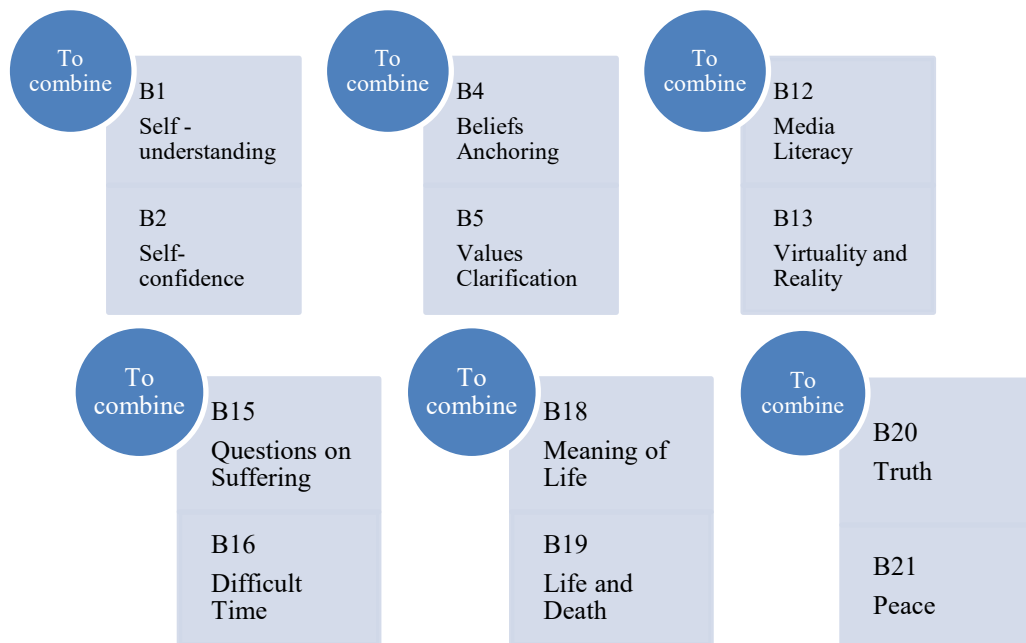 To
combine
B1
Self -
understanding
B2
Self-
confidence
To
combine
B4
Beliefs
Anchoring
B5
Values
Clarification
To
combine
B12
Media
Literacy
B13
Virtuality and
Reality
To
combine
B15
Questions on
Suffering
B16
Difficult
Time
To
combine
B18
Meaning of
Life
B19
Life and
Death
To
combine
B20
Truth
B21
Peace